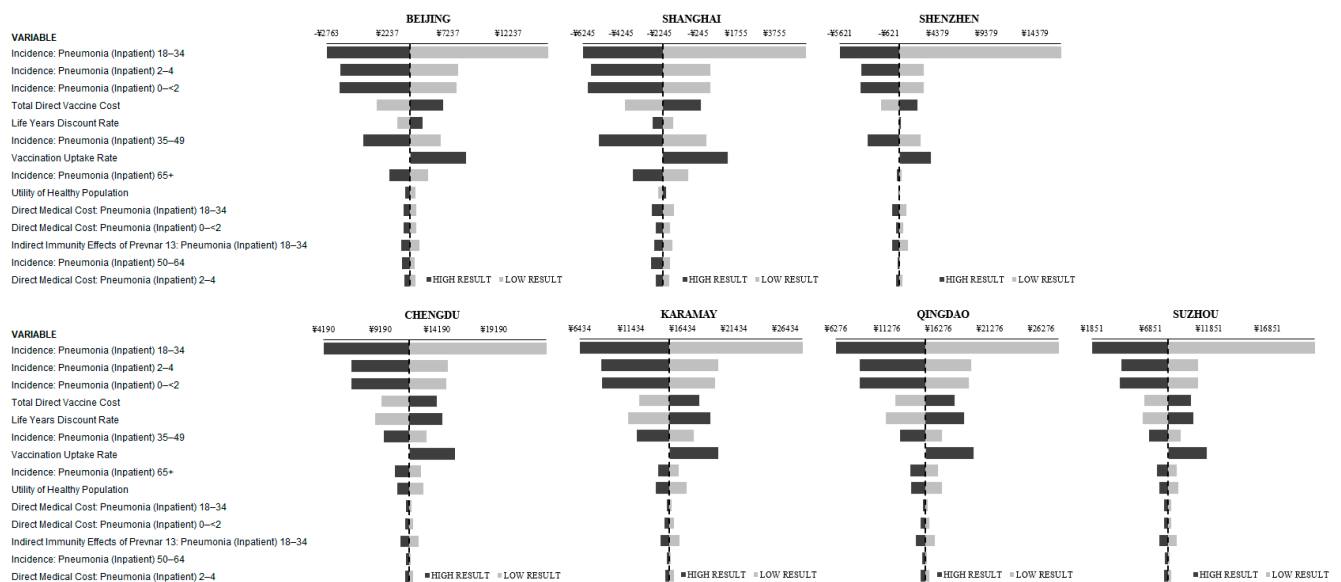 BEIJING SHANGHAI SHENZHEN
-¥2763 ¥2237 ¥7237 ¥12237 -¥6245 -¥4245 -¥2245 -¥245 ¥1755 ¥3755 -¥5621 -¥621 ¥4379 ¥9379 ¥14379
VARIABLE
Incidence: Pneumonia (Inpatient) 18–34
Incidence: Pneumonia (Inpatient) 2–4
Incidence: Pneumonia (Inpatient) 0–<2
Total Direct Vaccine Cost
Life Years Discount Rate
Incidence: Pneumonia (Inpatient) 35–49
Vaccination Uptake Rate
Incidence: Pneumonia (Inpatient) 65+
Utility of Healthy Population
Direct Medical Cost: Pneumonia (Inpatient) 18–34
Direct Medical Cost: Pneumonia (Inpatient) 0–<2
Indirect Immunity Effects of Prevnar 13: Pneumonia (Inpatient) 18–34
Incidence: Pneumonia (Inpatient) 50–64
Direct Medical Cost: Pneumonia (Inpatient) 2–4 HIGH RESULT LOW RESULT HIGH RESULT LOW RESULT HIGH RESULT LOW RESULT
CHENGDU KARAMAY QINGDAO SUZHOU
¥4190 ¥9190 ¥14190 ¥19190 ¥6434 ¥11434 ¥16434 ¥21434 ¥26434 ¥6276 ¥11276 ¥16276 ¥21276 ¥26276 ¥1851 ¥6851 ¥11851 ¥16851
VARIABLE
Incidence: Pneumonia (Inpatient) 18–34
Incidence: Pneumonia (Inpatient) 2–4
Incidence: Pneumonia (Inpatient) 0–<2
Total Direct Vaccine Cost
Life Years Discount Rate
Incidence: Pneumonia (Inpatient) 35–49
Vaccination Uptake Rate
Incidence: Pneumonia (Inpatient) 65+
Utility of Healthy Population
Direct Medical Cost: Pneumonia (Inpatient) 18–34
Direct Medical Cost: Pneumonia (Inpatient) 0–<2
Indirect Immunity Effects of Prevnar 13: Pneumonia (Inpatient) 18–34
Incidence: Pneumonia (Inpatient) 50–64
Direct Medical Cost: Pneumonia (Inpatient) 2–4 HIGH RESULT LOW RESULT HIGH RESULT LOW RESULT HIGH RESULT LOW RESULT HIGH RESULT LOW RESULT